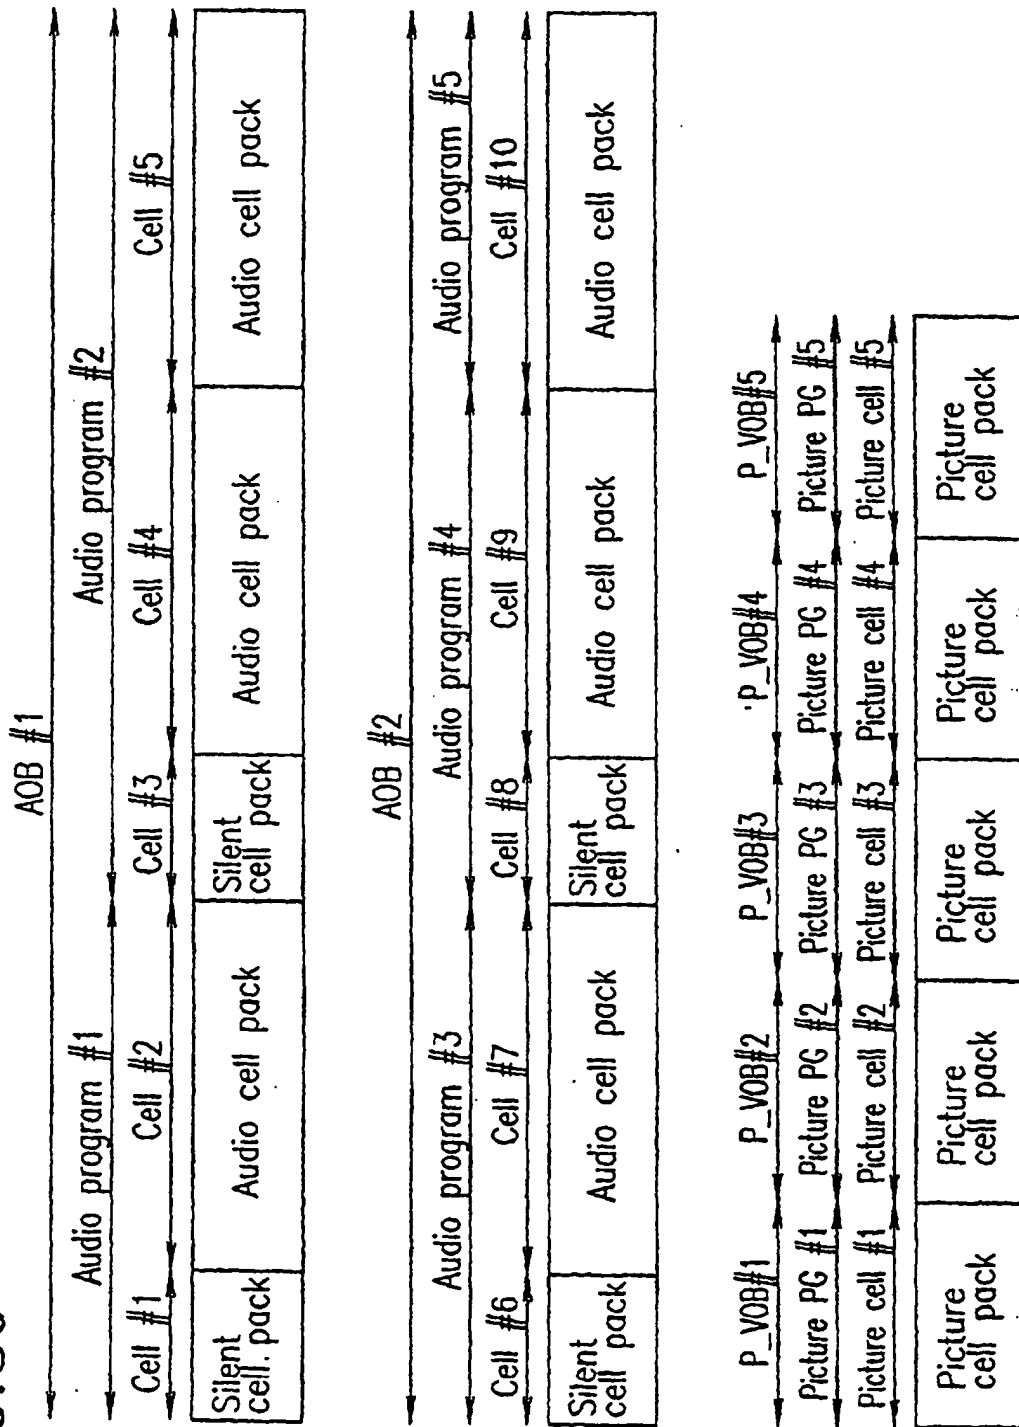 AOB #1
Audio program #1 Audio program #2
Cell #1 Cell #2 Cell #3 Cell #4 Cell #5
Silent
cell. pack
Audio cell pack
Silent
cell pack
Audio cell pack
Audio cell pack
AOB #2
Audio program #3 Audio program #4 Audio program #5
Cell #6 Cell #7 Cell #8 Cell #9 Cell #10
Silent
cell pack
Audio cell pack
Silent
cell pack
Audio cell pack
Audio cell pack
P_VOB#1 P_VOB#2 P_VOB#3 P_VOB#4 P_VOB#5
Picture PG #1 Picture PG #2 Picture PG #3 Picture PG #4 Picture PG #5
Picture cell #1 Picture cell #2 Picture cell #3 Picture cell #4 Picture cell #5
Picture
cell pack
Picture
cell pack
Picture
cell pack
Picture
cell pack
Picture
cell pack